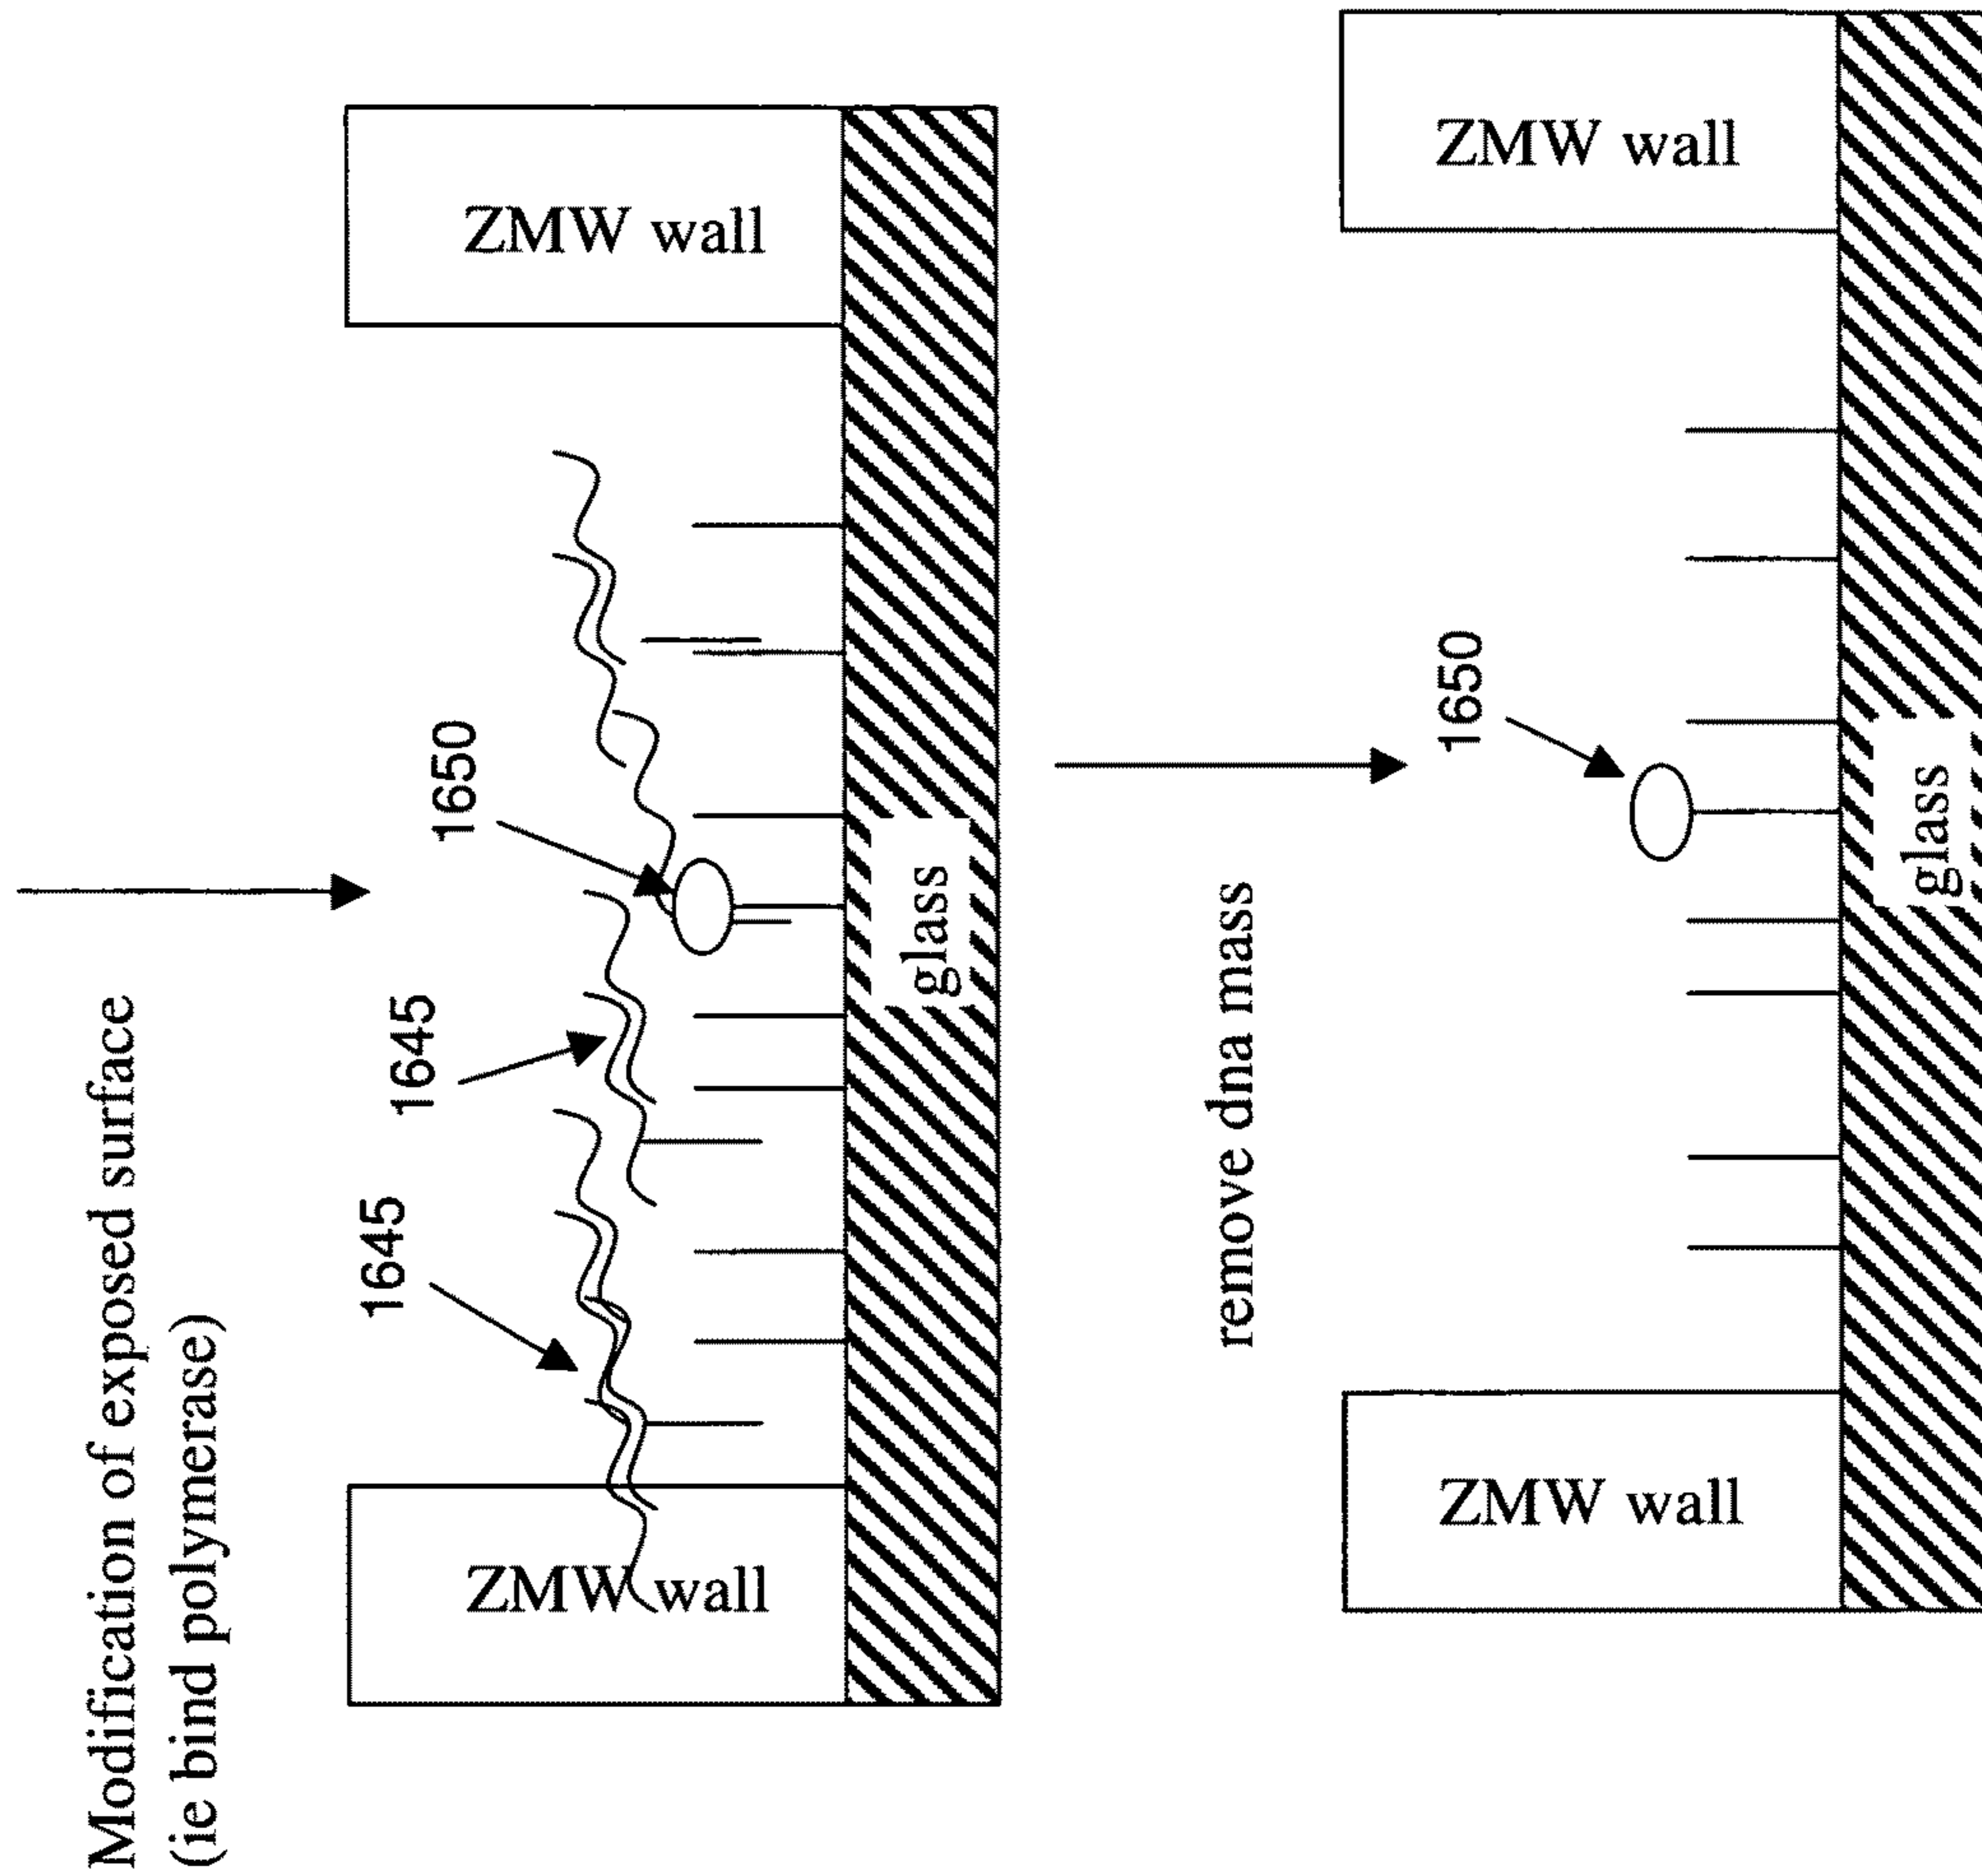 Modification of exposed surface
(ie bind polymerase)
ZMW wall
1645
1645
1650
ZMW wall
glass
remove dna mass
ZMW wall
1650
ZMW wall
glass